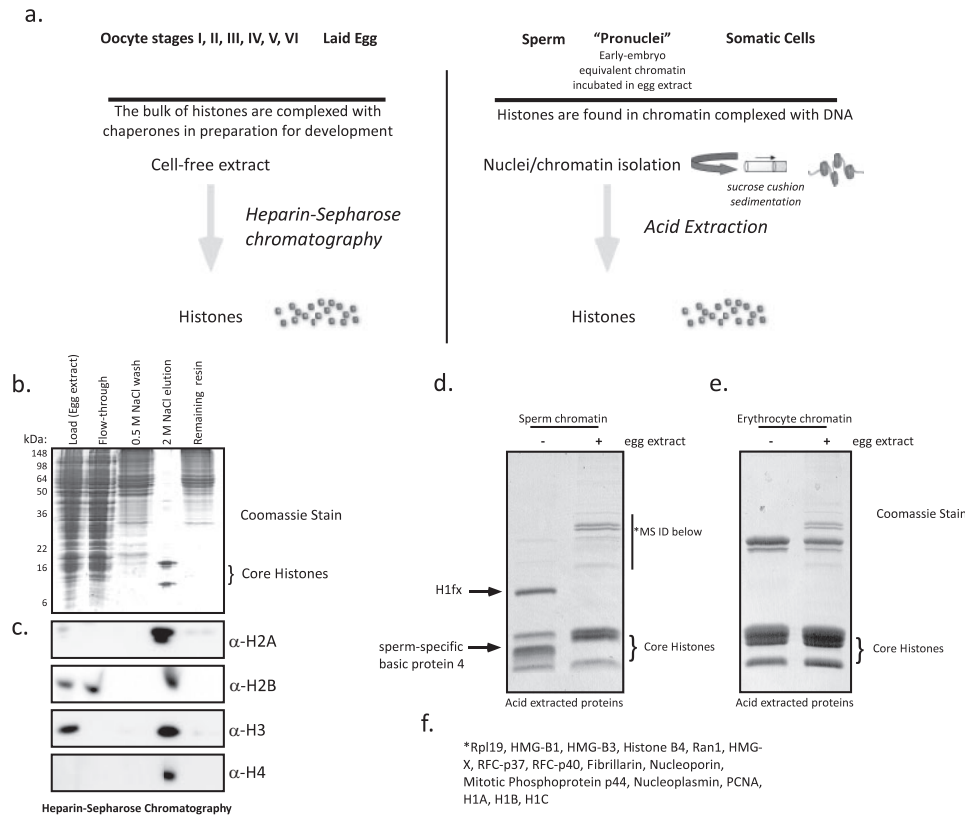 a.
Oocyte stages I, II, III, IV, V, VI Laid Egg
The bulk of histones are complexed with
chaperones in preparation for development
Cell-free extract
Heparin-Sepharose
chromatography
Histones
Sperm “Pronuclei” Somatic Cells
Early-embryo
equivalent chromatin
incubated in egg extract
Histones are found in chromatin complexed with DNA
Nuclei/chromatin isolation
sucrose cushion
sedimentation
Acid Extraction
Histones
b.
Load (Egg extract)
Flow-through
0.5 M NaCl wash
2 M NaCl elution
Remaining resin
kDa:
148
98
64
50
36
22
16
6
Coomassie Stain
} Core Histones
c.
α-H2A
α-H2B
α-H3
α-H4
Heparin-Sepharose Chromatography
d.
Sperm chromatin
- + egg extract
*MS ID below
H1fx
sperm-specific
basic protein 4
} Core Histones
Acid extracted proteins
e.
Erythrocyte chromatin
- + egg extract
Coomassie Stain
} Core Histones
Acid extracted proteins
f.
*Rpl19, HMG-B1, HMG-B3, Histone B4, Ran1, HMG-
X, RFC-p37, RFC-p40, Fibrillarin, Nucleoporin,
Mitotic Phosphoprotein p44, Nucleoplasmin, PCNA,
H1A, H1B, H1C